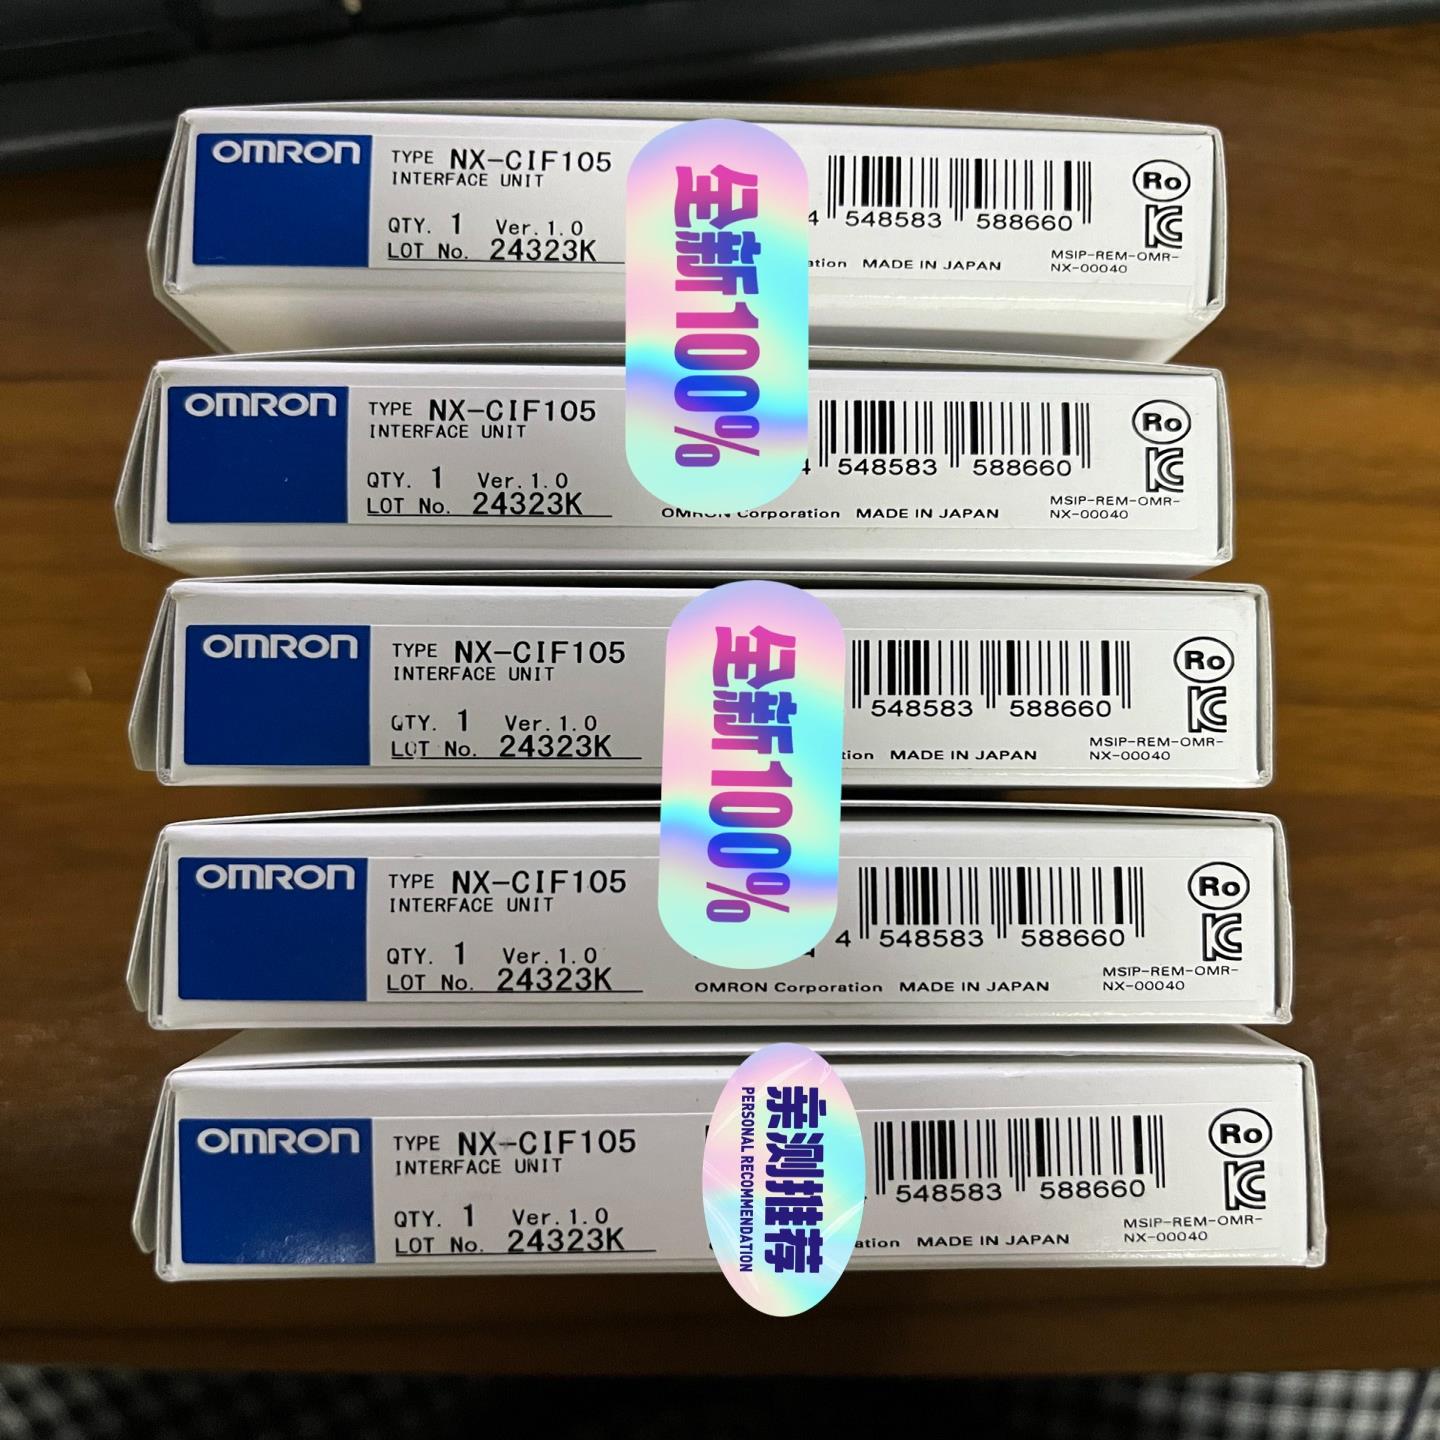 OMRON
TYPE NX-CIF105
INTERFACE UNIT
QTY. 1 Ver.1.0
LOT No. 24323K
548583 588660
MADE IN JAPAN
Ro
MSIP-REM-OMR-
NX-00040
全新100%
OMRON
TYPE NX-CIF105
INTERFACE UNIT
QTY. 1 Ver.1.0
LOT No. 24323K
4 548583 588660
OMRON Corporation MADE IN JAPAN
Ro
MSIP-REM-OMR-
NX-00040
OMRON
TYPE NX-CIF105
INTERFACE UNIT
QTY. 1 Ver.1.0
LOT No. 24323K
548583 588660
MADE IN JAPAN
Ro
MSIP-REM-OMR-
NX-00040
全新100%
OMRON
TYPE NX-CIF105
INTERFACE UNIT
QTY. 1 Ver.1.0
LOT No. 24323K
4 548583 588660
OMRON Corporation MADE IN JAPAN
Ro
MSIP-REM-OMR-
NX-00040
OMRON
TYPE NX-CIF105
INTERFACE UNIT
QTY. 1 Ver.1.0
LOT No. 24323K
548583 588660
MADE IN JAPAN
Ro
MSIP-REM-OMR-
NX-00040
亲测推荐
PERSONAL RECOMMENDATION